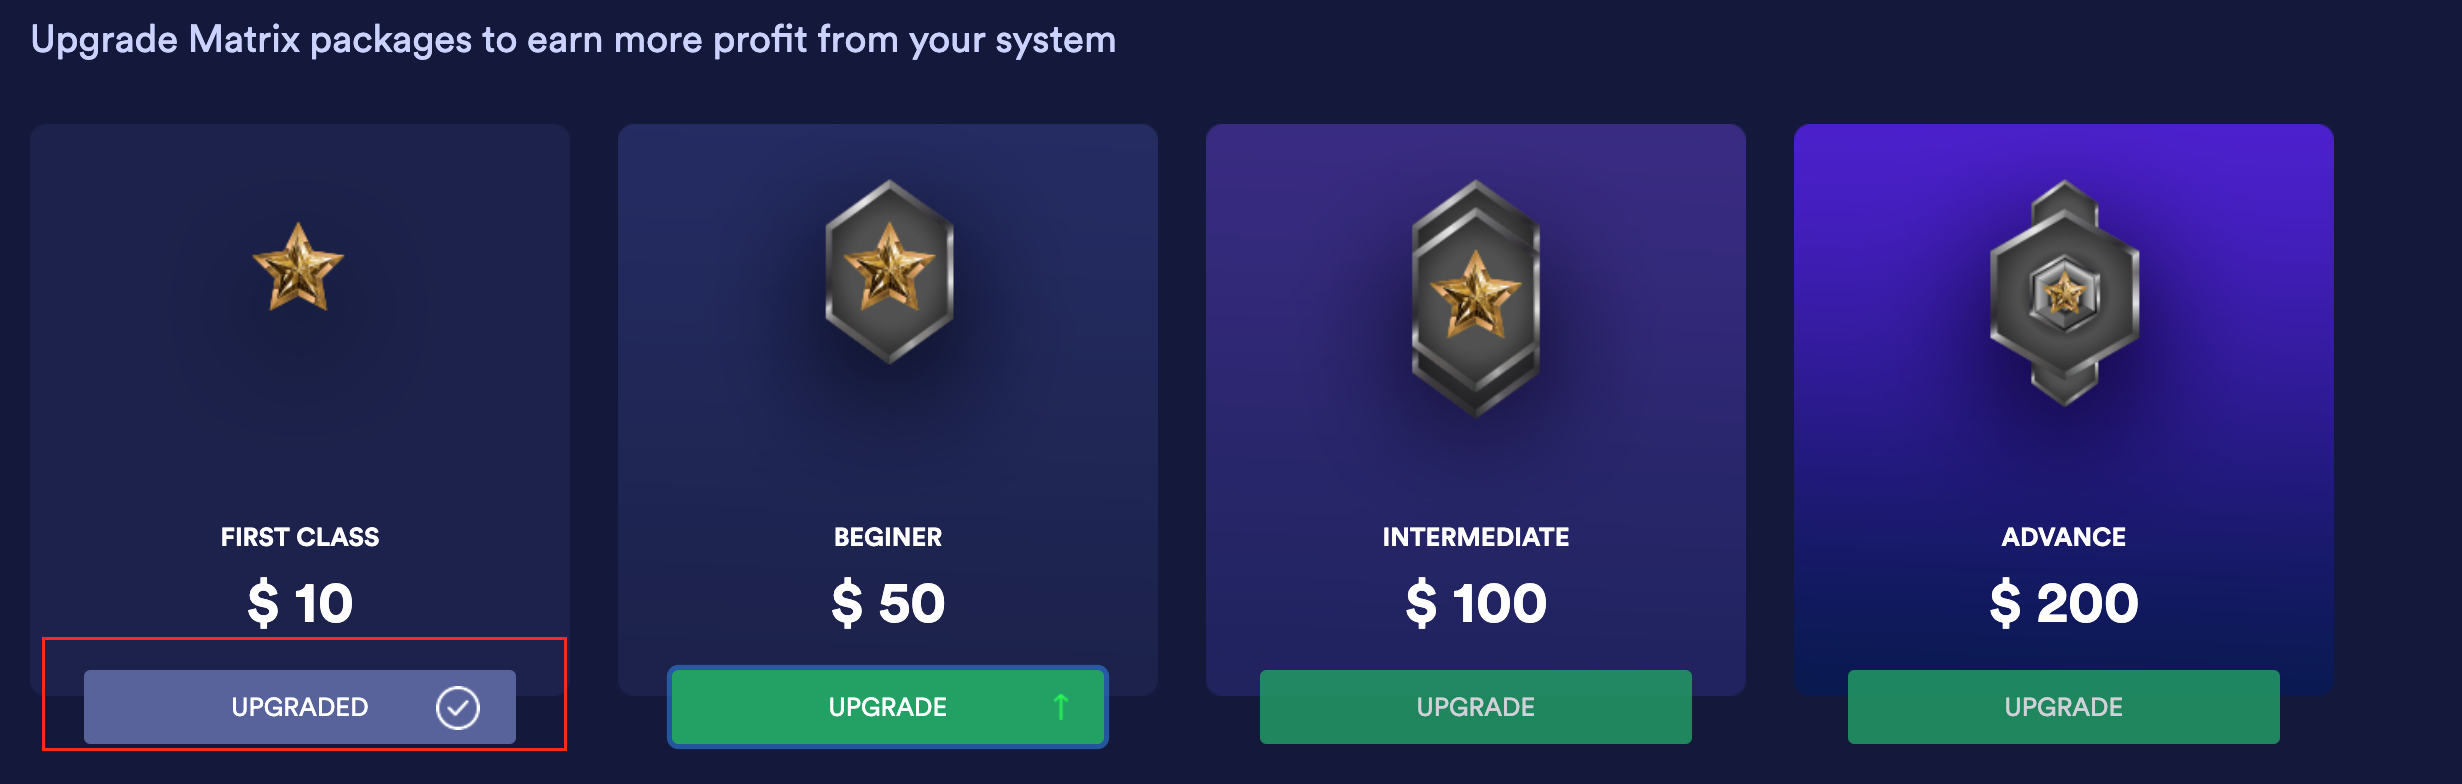 Upgrade Matrix packages to earn more profit from your system
FIRST CLASS
$ 10
UPGRADED
BEGINER
$ 50
UPGRADE ↑
INTERMEDIATE
$ 100
UPGRADE
ADVANCE
$ 200
UPGRADE